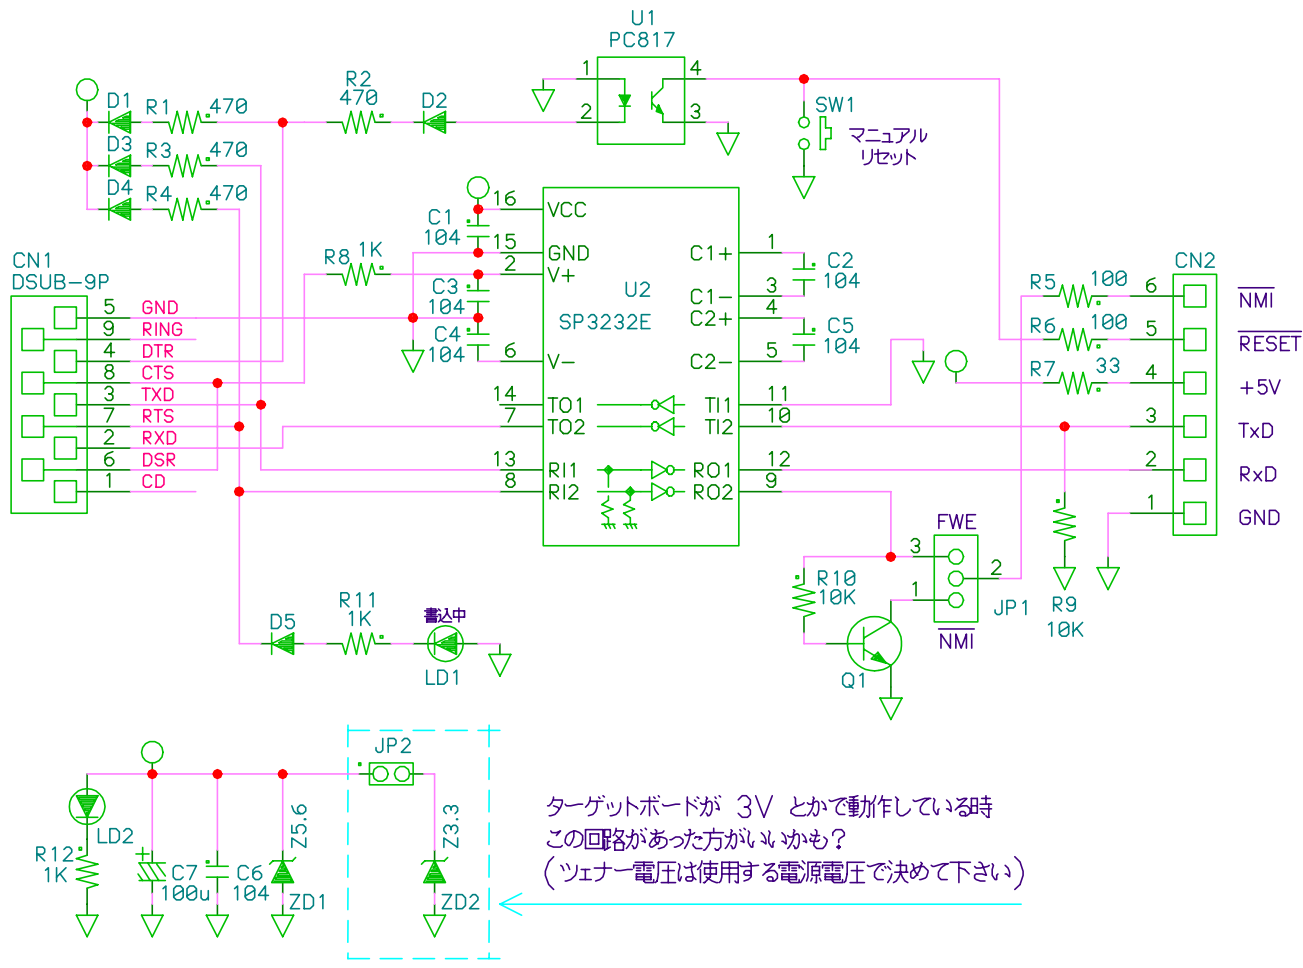 U1
PC817
1
4
2
3
D1
R1
470
R2
470
D2
D3
R3
470
D4
R4
470
SW1
マニュアル
リセット
16
VCC
C1
104
15
GND
2
V+
R8
1K
C3
104
C4
104
6
V-
U2
SP3232E
C1+
1
C2
104
C1-
3
C2+
4
C5
104
C2-
5
14
TO1
7
TO2
TI1
11
TI2
10
13
RI1
8
RI2
RO1
12
RO2
9
CN1
DSUB-9P
5
GND
9
RING
4
DTR
8
CTS
3
TXD
7
RTS
2
RXD
6
DSR
1
CD
CN2
R5
100
6
NMI
R6
100
5
RESET
R7
33
4
+5V
3
TxD
2
RxD
1
GND
FWE
3
2
1
JP1
NMI
R10
10K
Q1
R9
10K
D5
R11
1K
書込中
LD1
JP2
LD2
R12
1K
C7
100u
C6
104
Z5.6
ZD1
Z3.3
ZD2
ターゲットボードが 3V とかで動作している時
この回路があった方がいいかも?
(ツェナー電圧は使用する電源電圧で決めて下さい)